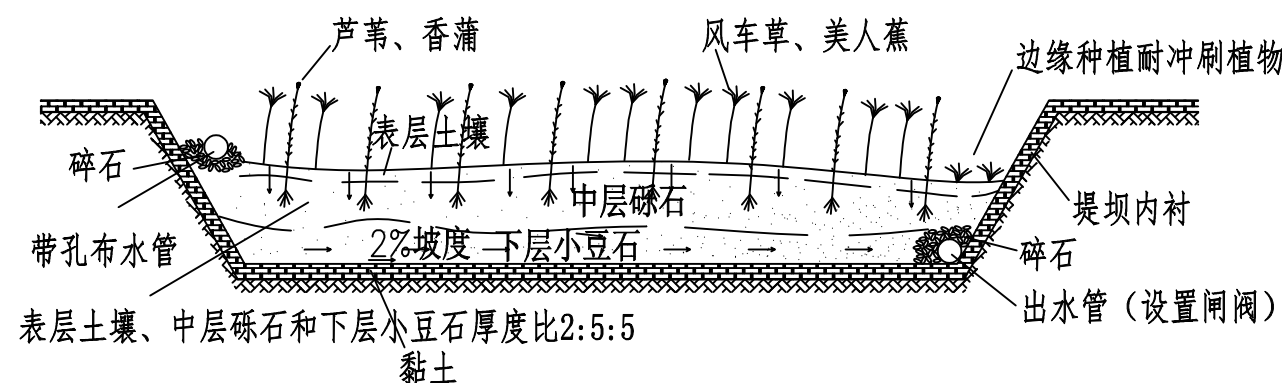 芦苇、香蒲
风车草、美人蕉
边缘种植耐冲刷植物
表层土壤
碎石
中层砾石
堤坝内衬
带孔布水管
2%坡度
下层小豆石
碎石
出水管（设置闸阀）
表层土壤、中层砾石和下层小豆石厚度比2:5:5
黏土